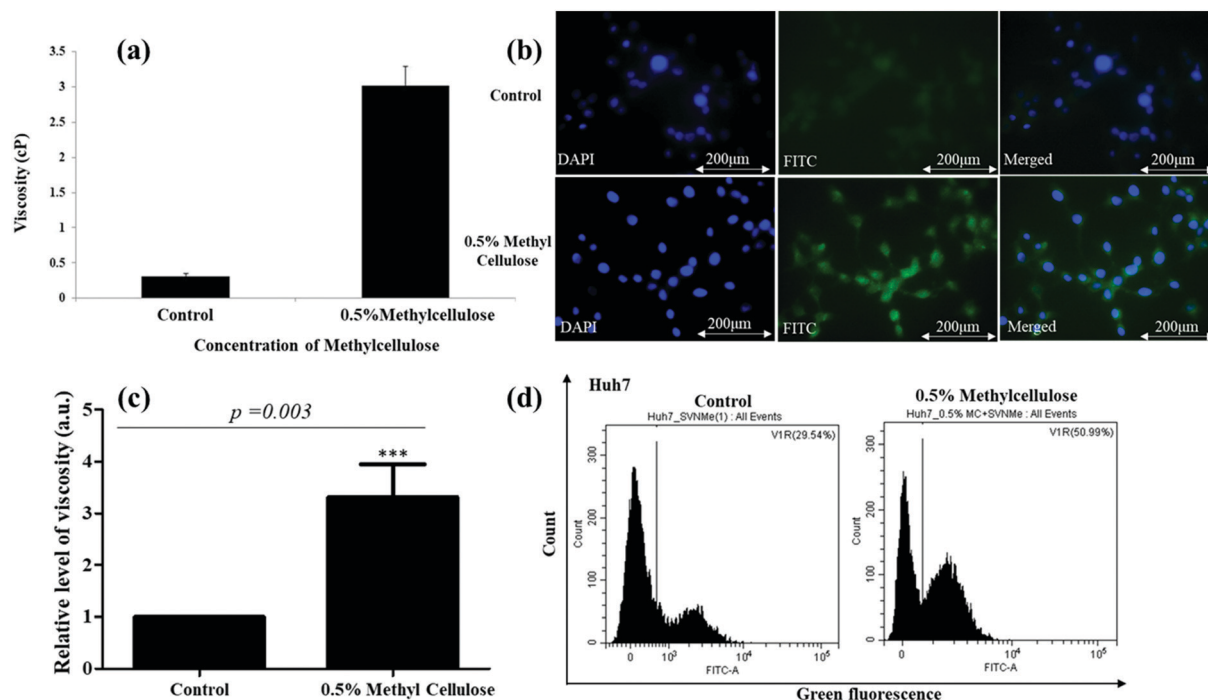 (a)
3.5
3
2.5
2
1.5
1
0.5
0
Viscosity (cP)
Control
0.5%Methylcellulose
Concentration of Methylcellulose
(b)
Control
DAPI
200μm
FITC
200μm
Merged
200μm
0.5% Methyl
Cellulose
DAPI
200μm
FITC
200μm
Merged
200μm
(c)
p =0.003
***
5
4
3
2
1
0
Relative level of viscosity (a.u.)
Control
0.5% Methyl Cellulose
(d)
Huh7
Control
Huh7_SVNMe(1) : All Events
V1R(29.54%)
300
200
100
0
Count
Count
0
10³
10⁴
10⁵
FITC-A
0.5% Methylcellulose
Huh7_0.5% MC+SVNMe : All Events
V1R(50.99%)
300
200
100
0
Count
0
10³
10⁴
10⁵
FITC-A
Green fluorescence